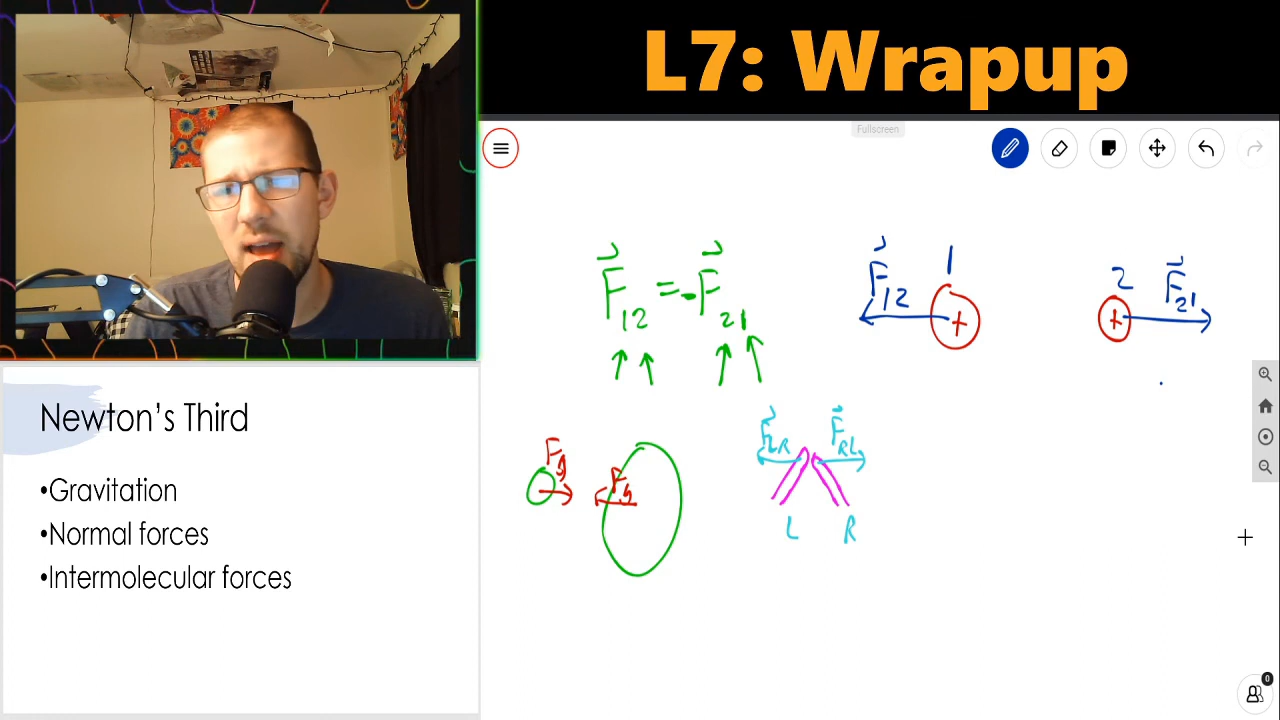 L7: Wrapup
Fullscreen
F12 = -F21
F12
1
2
F21
Newton's Third
•Gravitation
•Normal forces
•Intermolecular forces
Fg
Fg
FLR
FRL
L
R
+
+
0